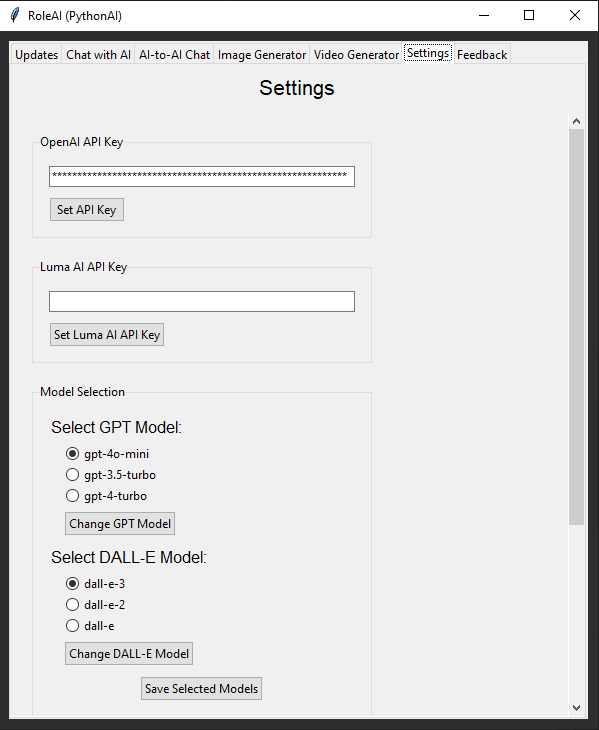 RoleAI (PythonAI)
Updates Chat with AI AI-to-AI Chat Image Generator Video Generator Settings Feedback
Settings
OpenAI API Key
***********************************************************
Set API Key
Luma AI API Key
Set Luma AI API Key
Model Selection
Select GPT Model:
gpt-4o-mini
gpt-3.5-turbo
gpt-4-turbo
Change GPT Model
Select DALL-E Model:
dall-e-3
dall-e-2
dall-e
Change DALL-E Model
Save Selected Models